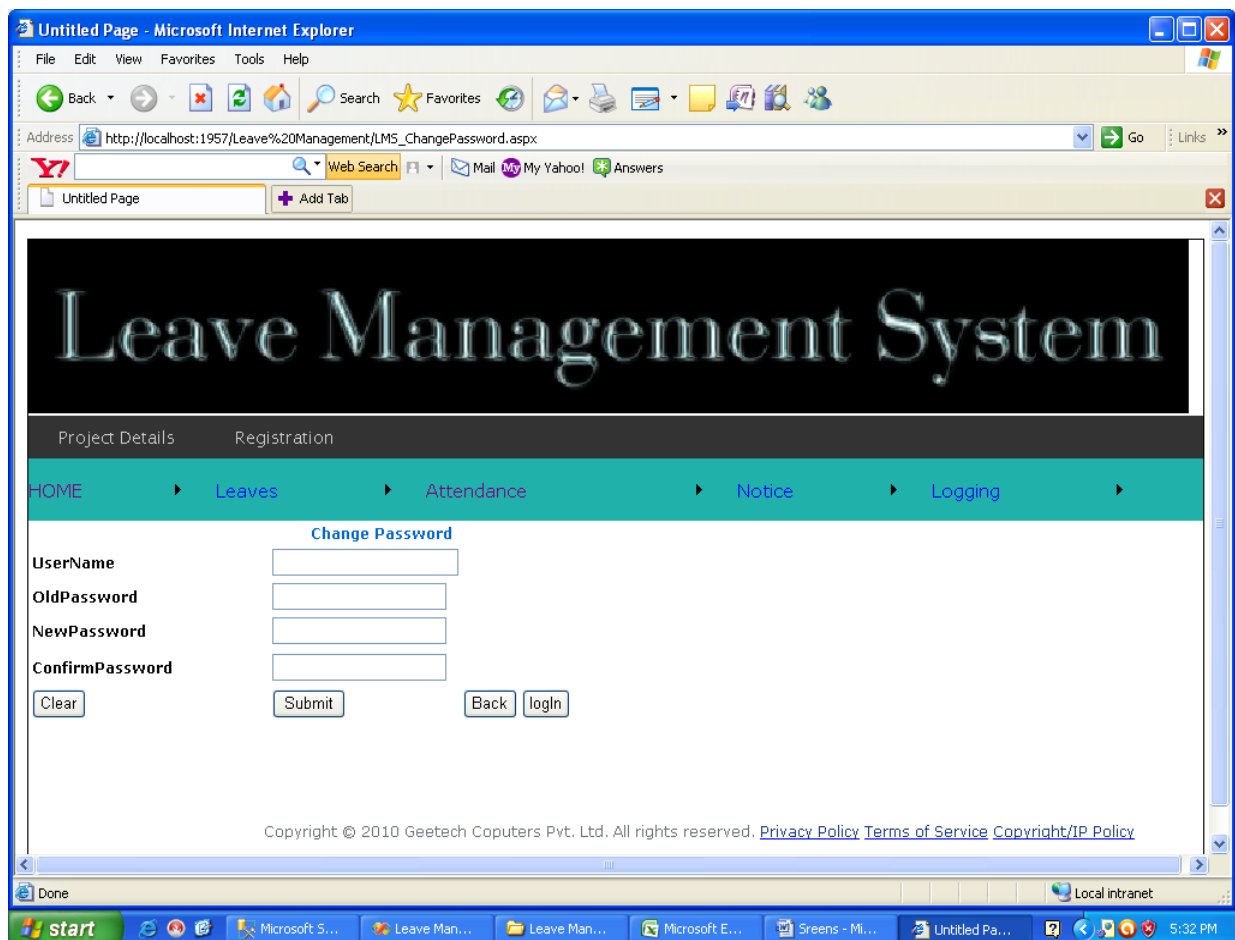 Untitled Page - Microsoft Internet Explorer
File Edit View Favorites Tools Help
Back Search Favorites
Address http://localhost:1957/Leave%20Management/LMS_ChangePassword.aspx Go Links »
Y! Web Search Mail My My Yahoo! Answers
Untitled Page Add Tab
Leave Management System
Project Details Registration
HOME Leaves Attendance Notice Logging
Change Password
UserName
OldPassword
NewPassword
ConfirmPassword
Clear Submit Back logIn
Copyright © 2010 Geetech Coputers Pvt. Ltd. All rights reserved. Privacy Policy Terms of Service Copyright/IP Policy
Done Local intranet
start Microsoft S... Leave Man... Leave Man... Microsoft E... Sreens - Mi... Untitled Pa... 5:32 PM